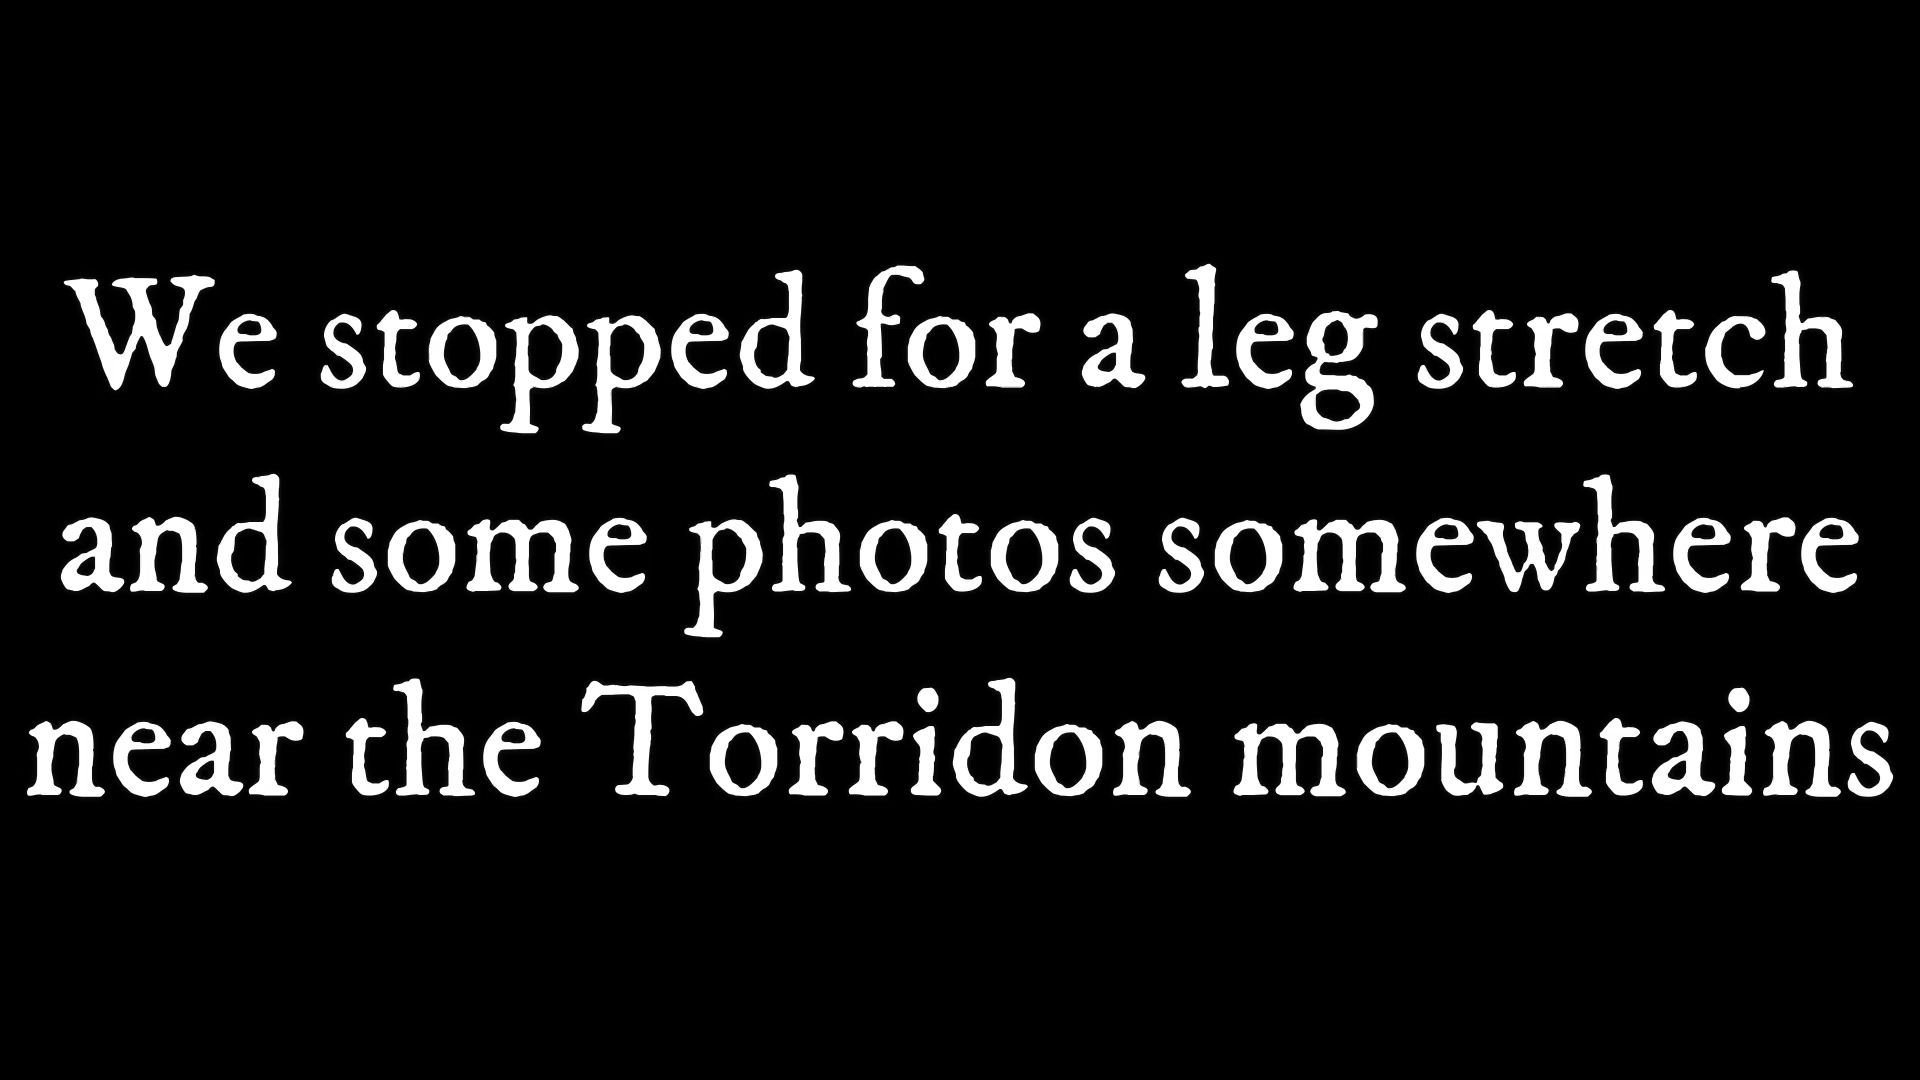 We stopped for a leg stretch
and some photos somewhere
near the Torridon mountains